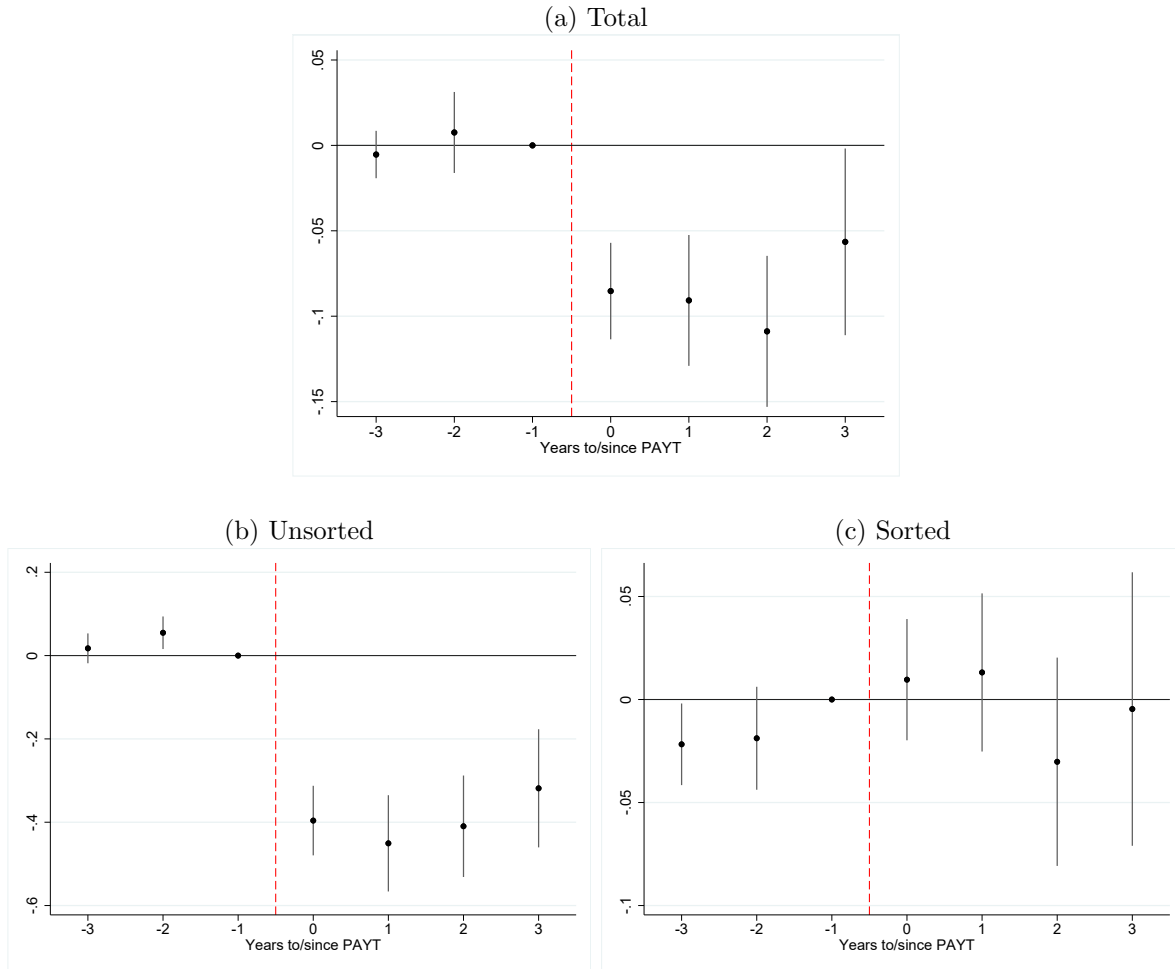 (a) Total
.05
0
-.05
-.1
-.15
-3 -2 -1 0 1 2 3
Years to/since PAYT
(b) Unsorted
.2
0
-.2
-.4
-.6
-3 -2 -1 0 1 2 3
Years to/since PAYT
(c) Sorted
.05
0
-.05
-.1
-3 -2 -1 0 1 2 3
Years to/since PAYT